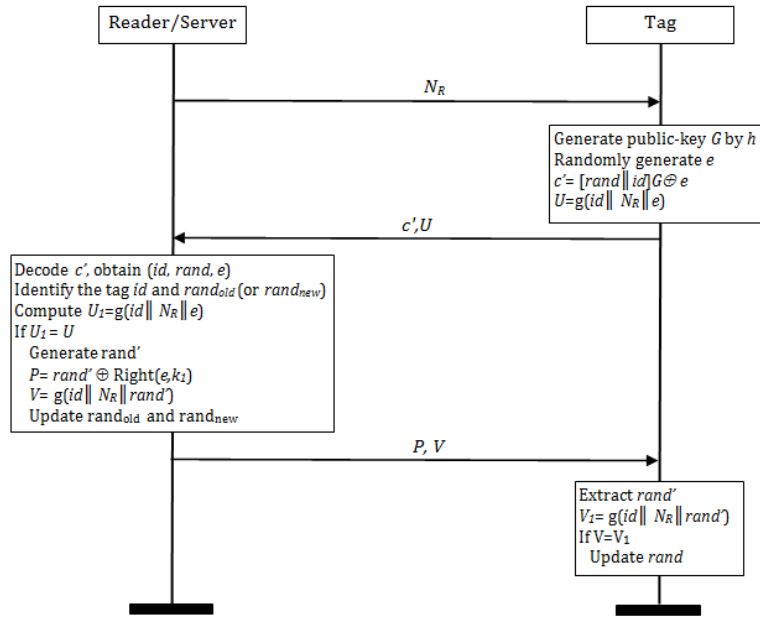 Reader/Server
Tag
N_R
Generate public-key G by h
Randomly generate e
c'= [rand‖id]G⊕ e
U=g(id‖ N_R‖e)
c',U
Decode c', obtain (id, rand, e)
Identify the tag id and rand_old (or rand_new)
Compute U_1=g(id‖ N_R‖e)
If U_1 = U
Generate rand'
P= rand' ⊕ Right(e,k_1)
V= g(id‖ N_R‖rand')
Update rand_old and rand_new
P, V
Extract rand'
V_1= g(id‖ N_R‖rand')
If V=V_1
Update rand